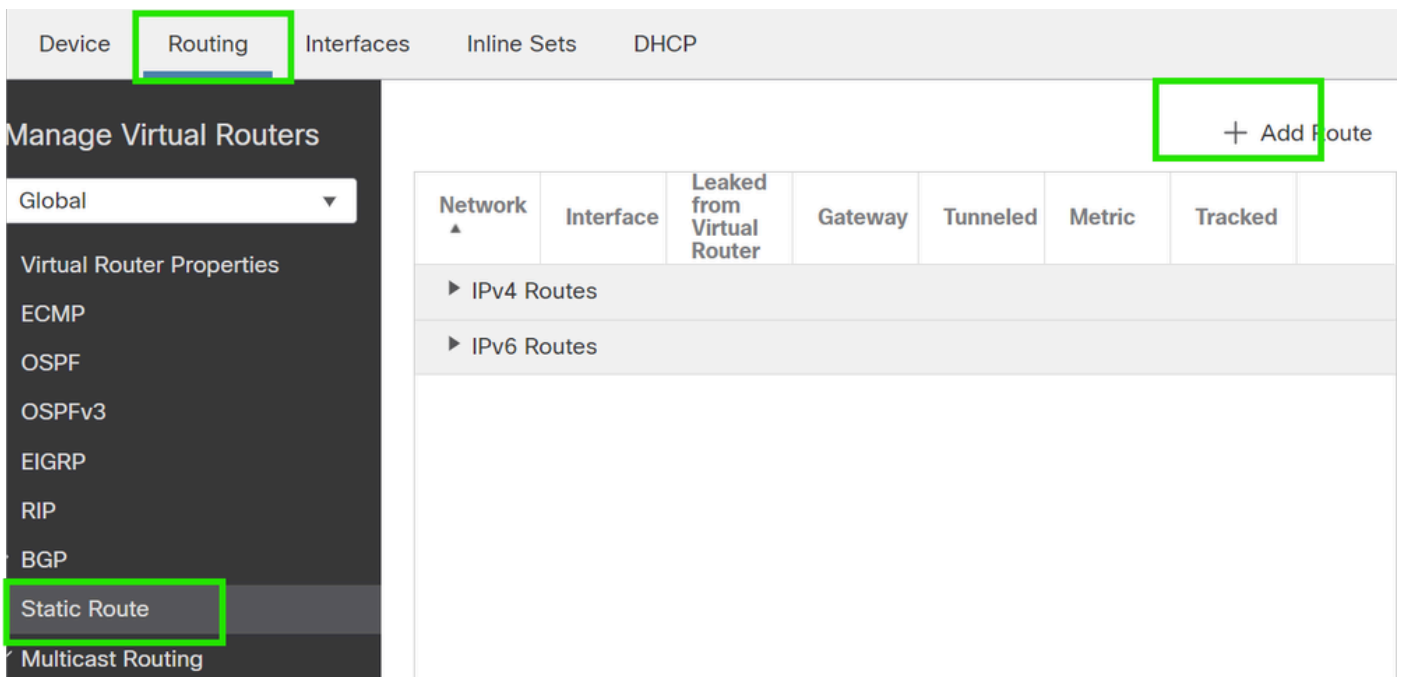 Device Routing Interfaces Inline Sets DHCP
Manage Virtual Routers
Global
Virtual Router Properties
ECMP
OSPF
OSPFv3
EIGRP
RIP
BGP
Static Route
Multicast Routing
+ Add Route
Network Interface Leaked from Virtual Router Gateway Tunneled Metric Tracked
IPv4 Routes
IPv6 Routes